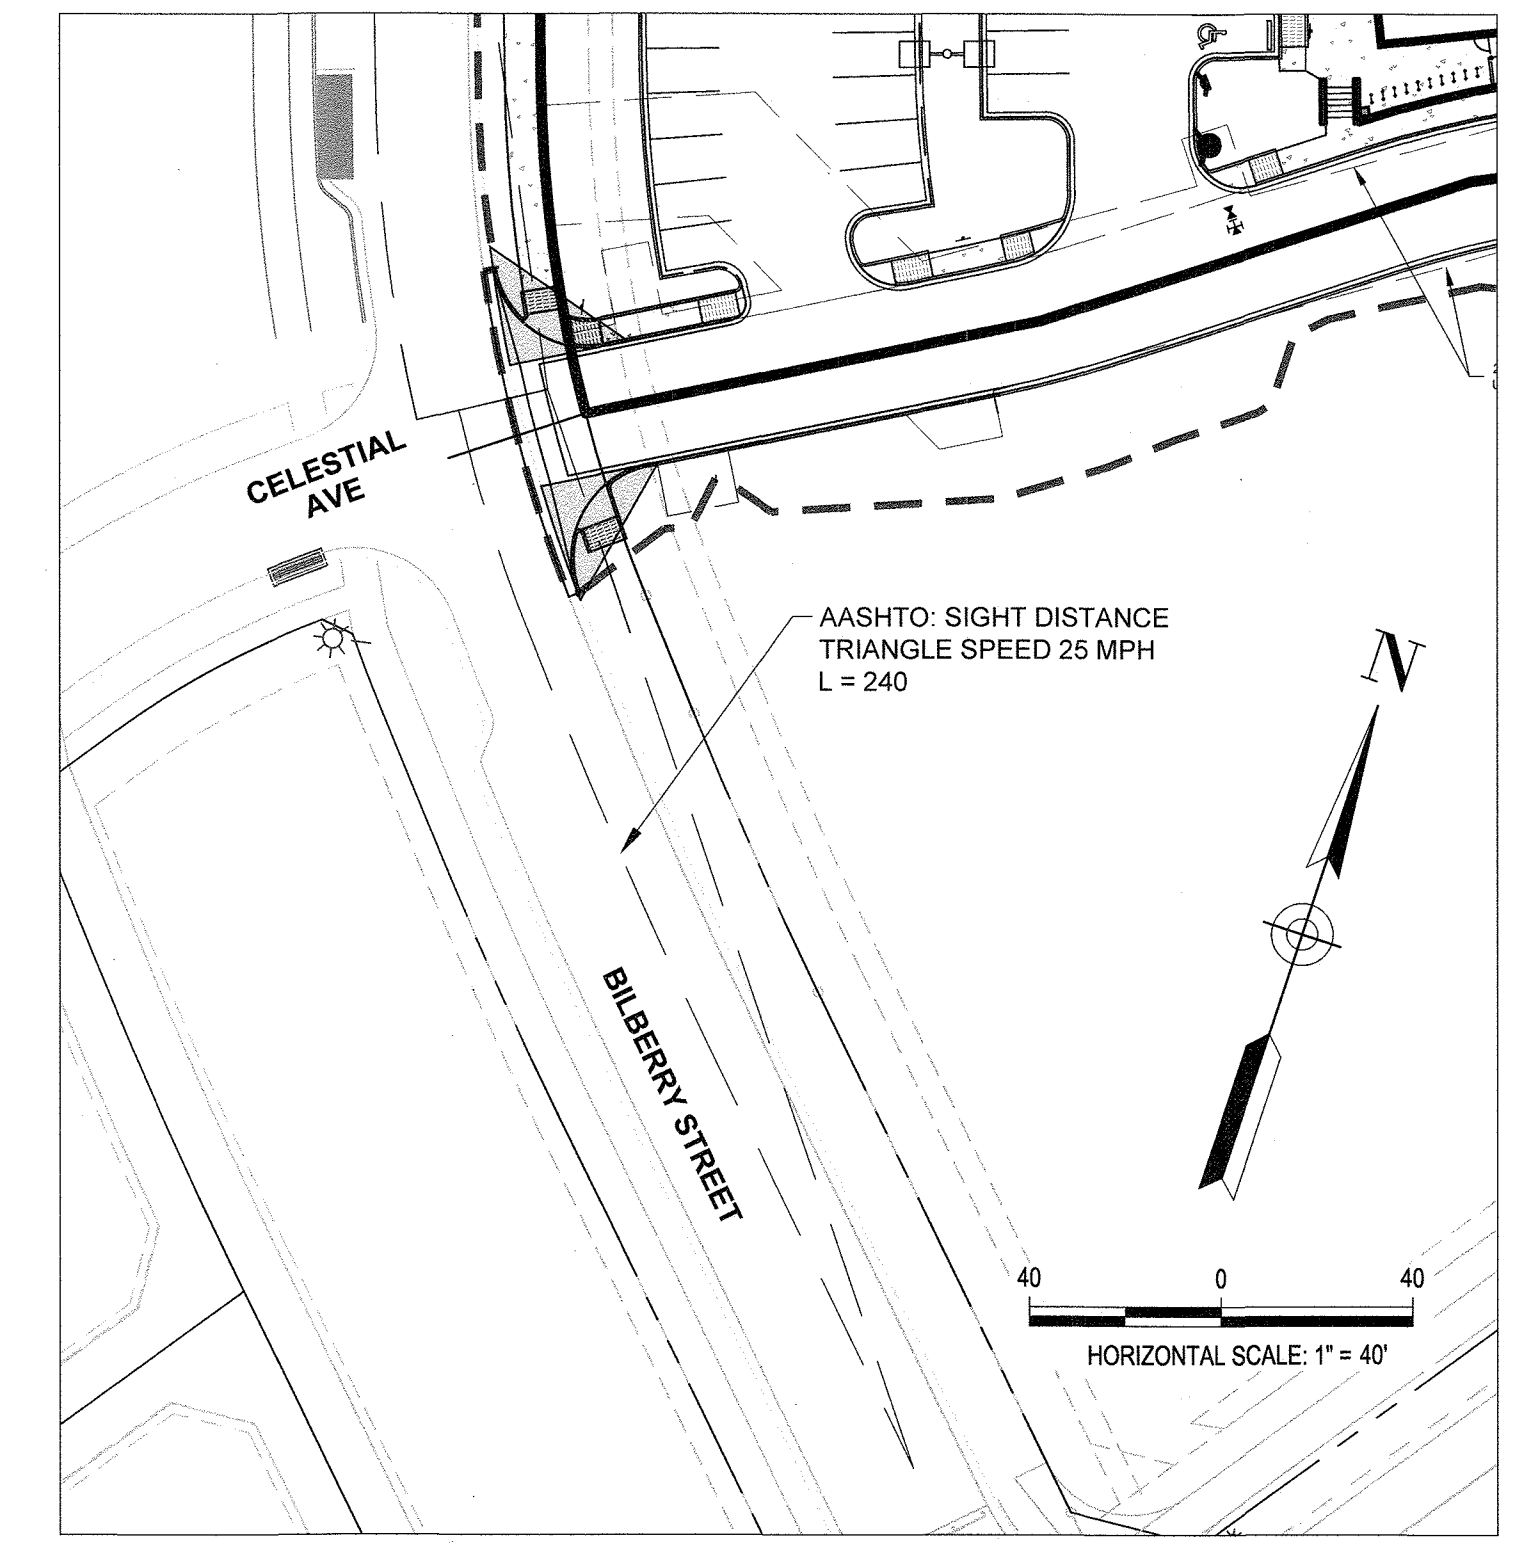 CELESTIAL
AVE
AASHTO: SIGHT DISTANCE
TRIANGLE SPEED 25 MPH
L = 240
N
BILBERRY STREET
40 0 40
HORIZONTAL SCALE: 1" = 40'